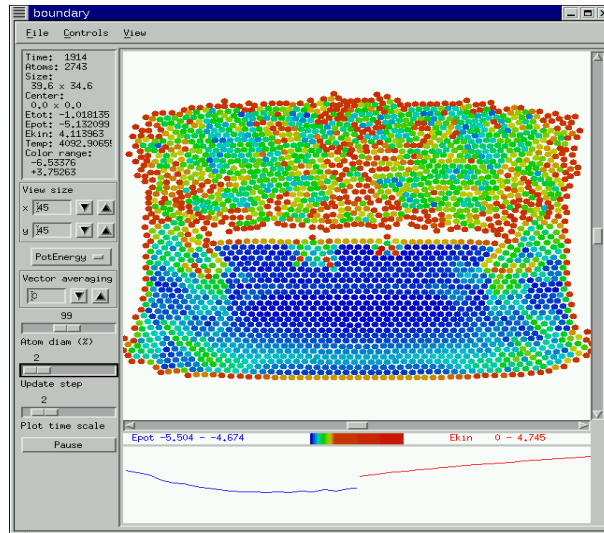 boundary
File Controls View
Time: 1914
Atoms: 2743
Size:
39.6 x 34.6
Center:
0.0 x 0.0
Etot: -1.018135
Epot: -5.132099
Ekin: 4.113963
Temp: 4092.9065
Color range:
-6.53376
+3.75263
View size
x 45
y 45
PotEnergy
Vector averaging
0
99
Atom diam (%)
2
Update step
2
Plot time scale
Pause
Epot -5.504 - -4.674 Ekin 0 - 4.745